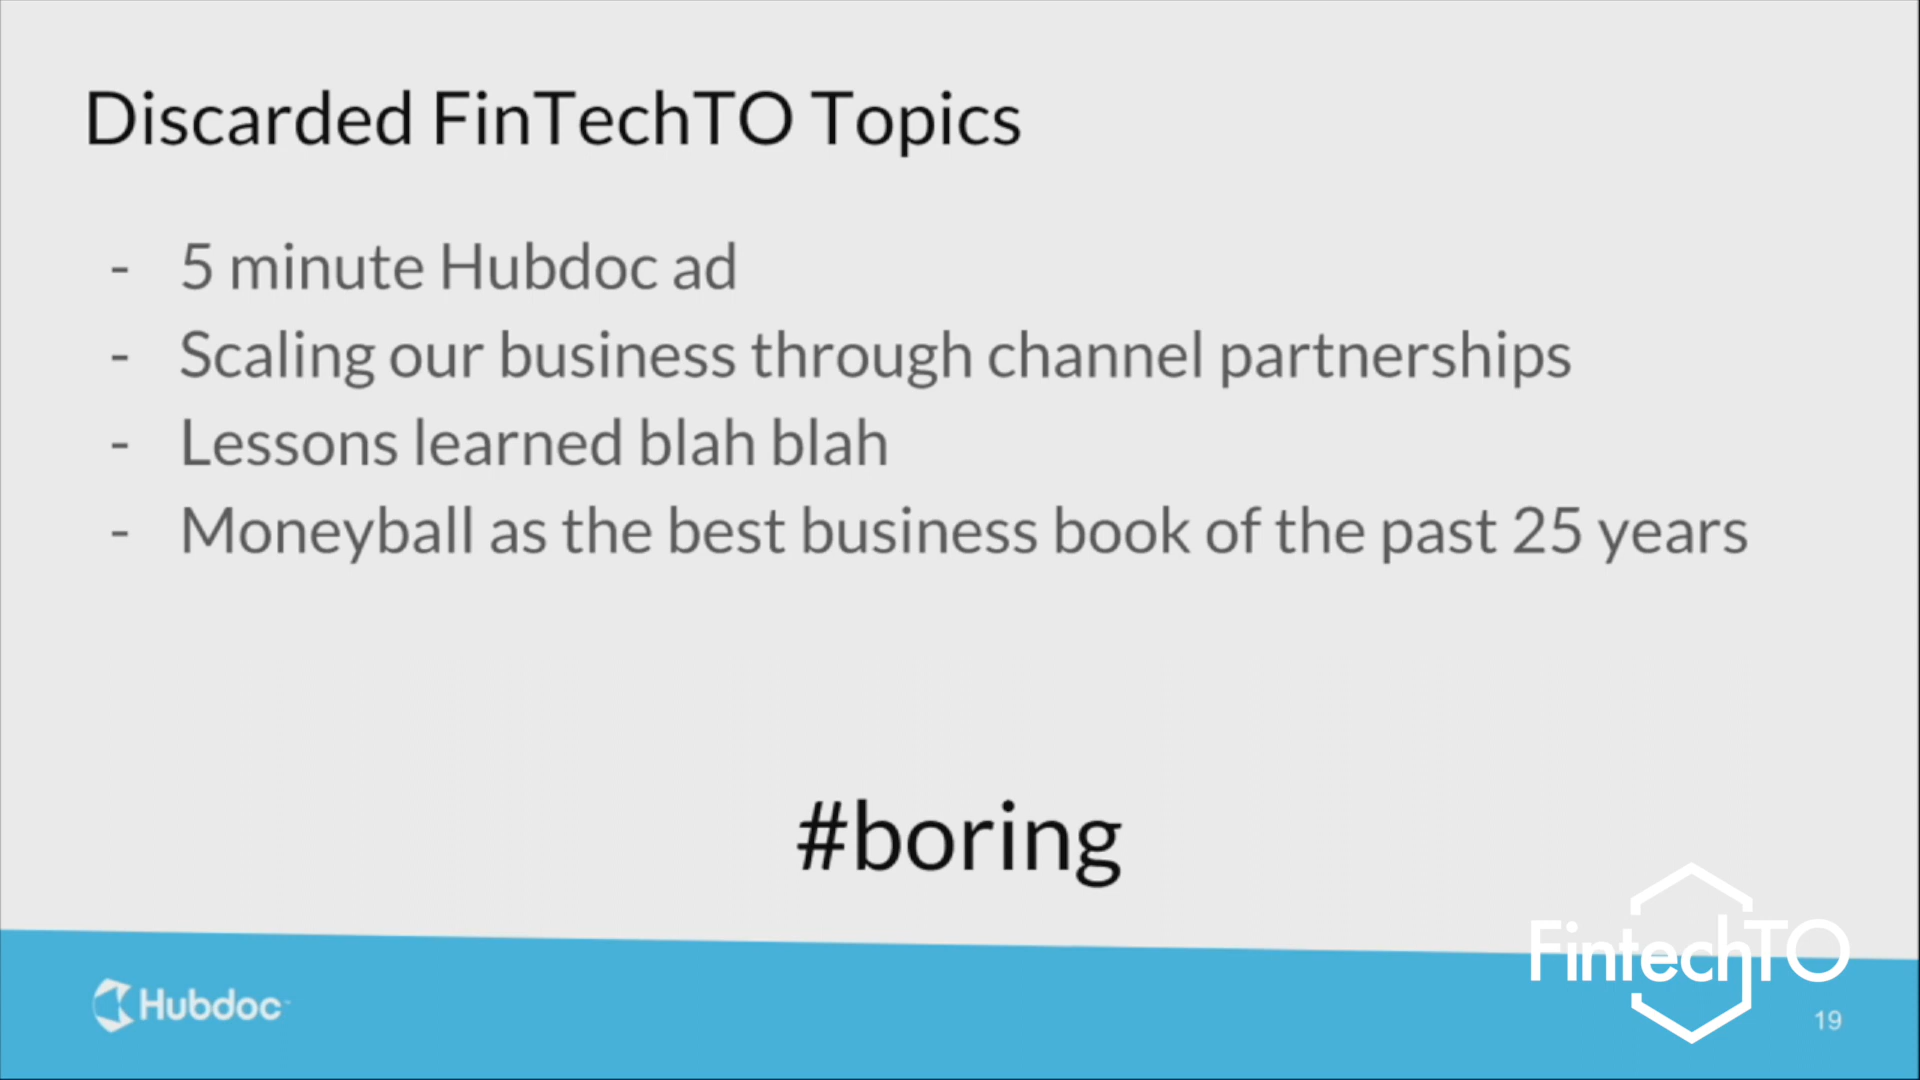 Discarded FinTechTO Topics
- 5 minute Hubdoc ad
- Scaling our business through channel partnerships
- Lessons learned blah blah
- Moneyball as the best business book of the past 25 years
#boring
FintechTO
Hubdoc
19